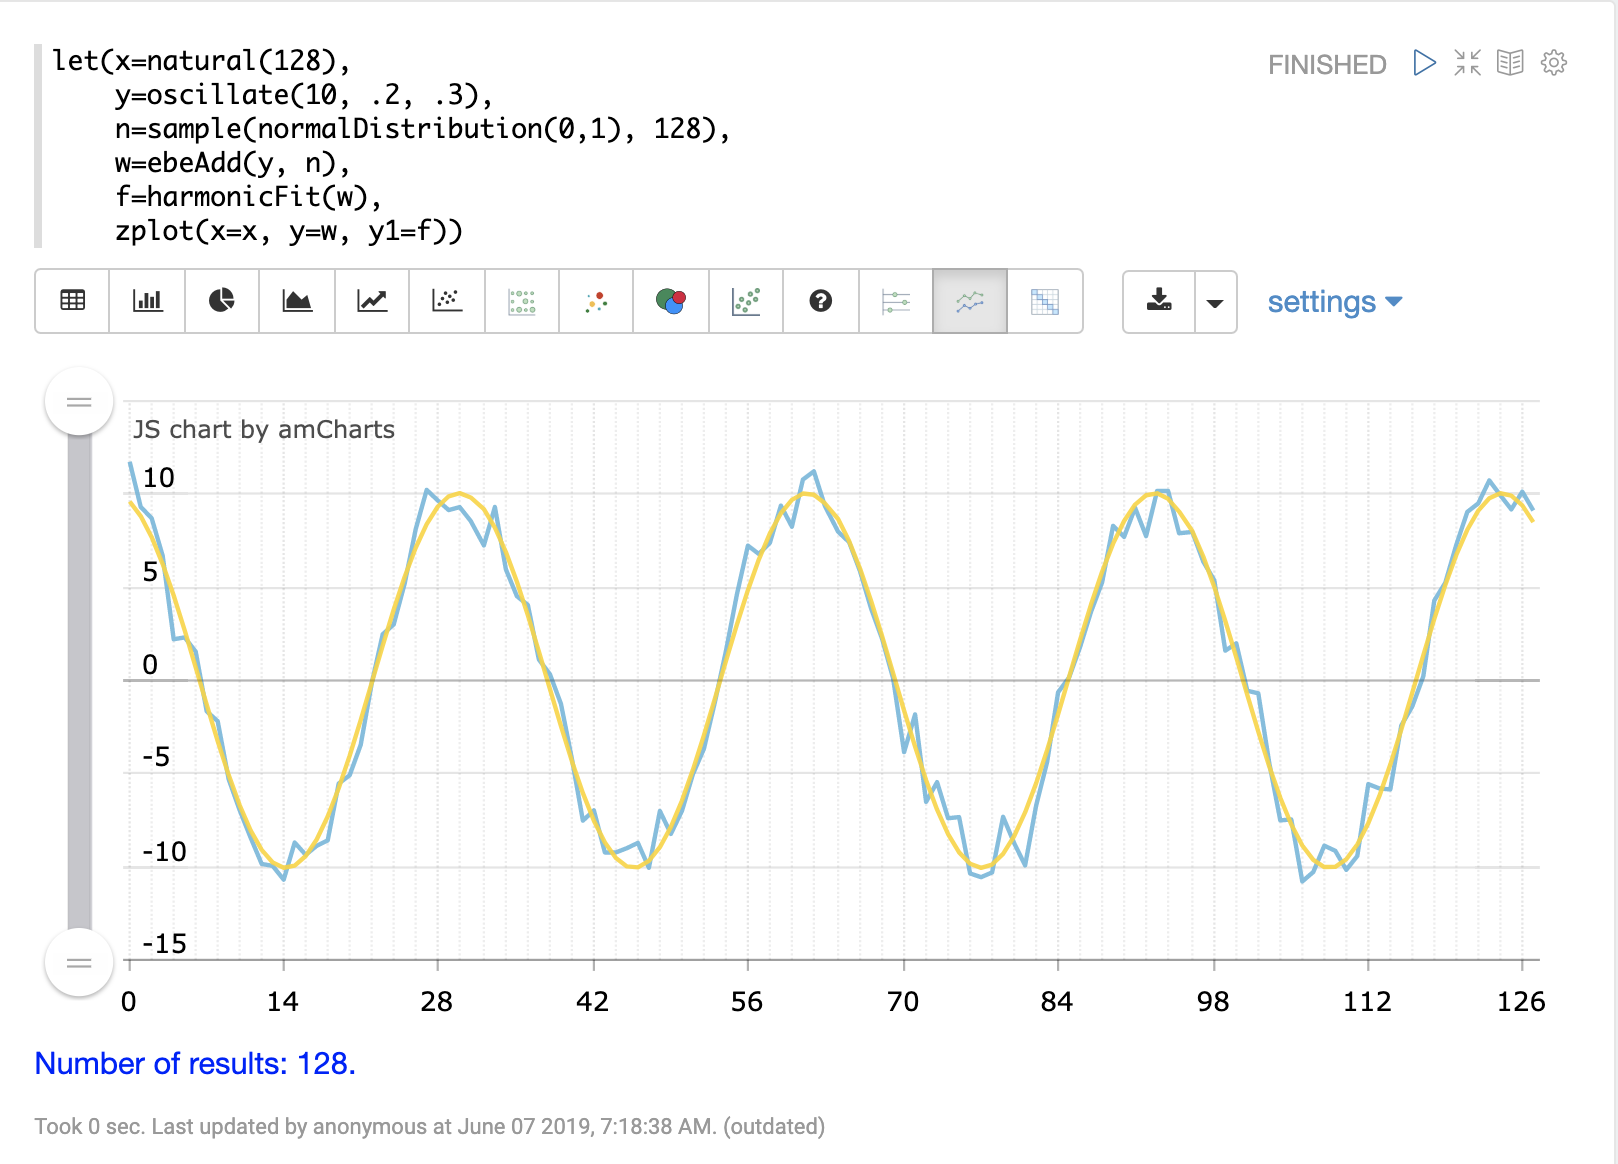 let(x=natural(128),
y=oscillate(10, .2, .3),
n=sample(normalDistribution(0,1), 128),
w=ebeAdd(y, n),
f=harmonicFit(w),
zplot(x=x, y=w, y1=f))
FINISHED
settings
JS chart by amCharts
10
5
0
-5
-10
-15
0 14 28 42 56 70 84 98 112 126
Number of results: 128.
Took 0 sec. Last updated by anonymous at June 07 2019, 7:18:38 AM. (outdated)